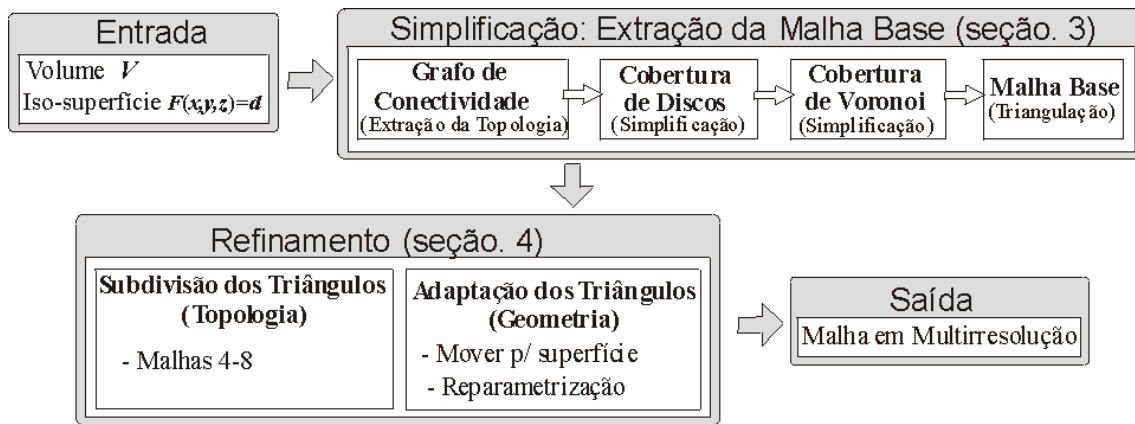 Entrada
Volume V
Iso-superfície F(x,y,z)=d
Simplificação: Extração da Malha Base (seção. 3)
Grafo de
Conectividade
(Extração da Topologia)
Cobertura
de Discos
(Simplificação)
Cobertura
de Voronoi
(Simplificação)
Malha Base
(Triangulação)
Refinamento (seção. 4)
Subdivisão dos Triângulos
(Topologia)
- Malhas 4-8
Adaptação dos Triângulos
(Geometria)
- Mover p/ superfície
- Reparametrização
Saída
Malha em Multirresolução